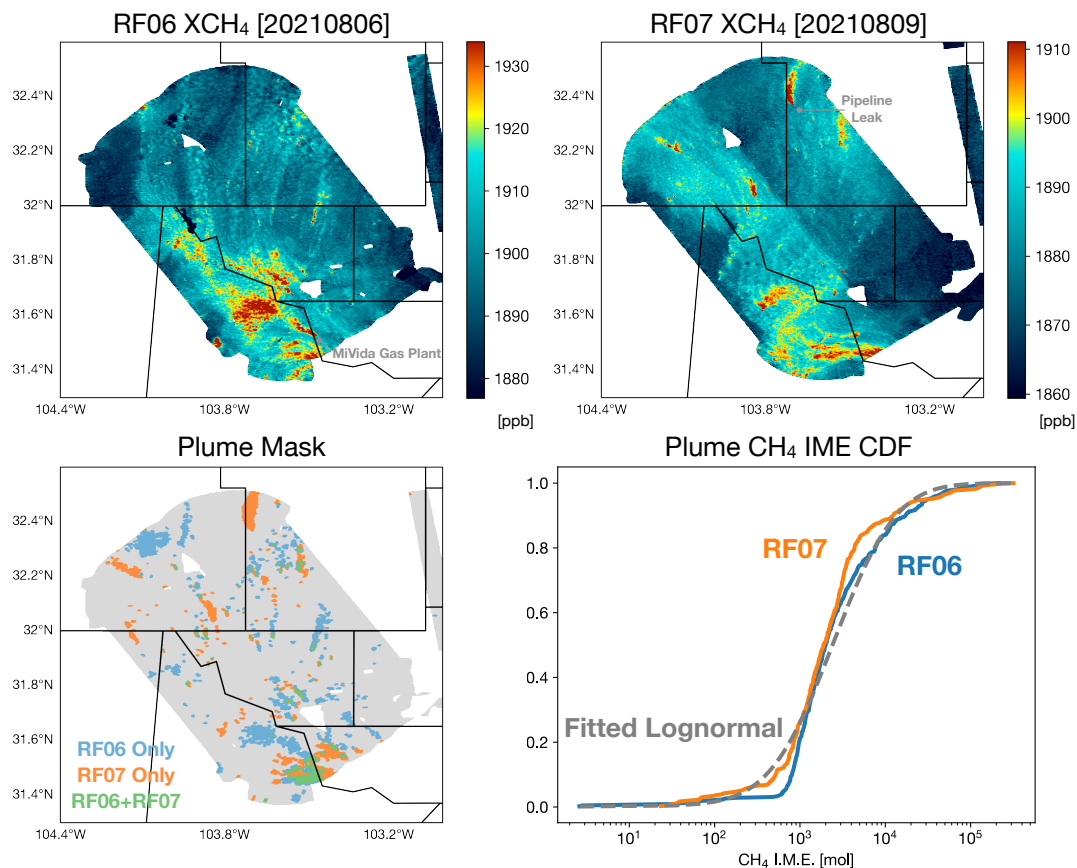 RF06 XCH₄ [20210806]
32.4°N
32.2°N
32°N
31.8°N
31.6°N
31.4°N
104.4°W
103.8°W
103.2°W
MiVida Gas Plant
1930
1920
1910
1900
1890
1880
[ppb]
RF07 XCH₄ [20210809]
Pipeline
Leak
32.4°N
32.2°N
32°N
31.8°N
31.6°N
31.4°N
104.4°W
103.8°W
103.2°W
1910
1900
1890
1880
1870
1860
[ppb]
Plume Mask
32.4°N
32.2°N
32°N
31.8°N
31.6°N
31.4°N
RF06 Only
RF07 Only
RF06+RF07
104.4°W
103.8°W
103.2°W
Plume CH₄ IME CDF
1.0
0.8
0.6
0.4
0.2
0.0
RF07
RF06
Fitted Lognormal
10¹
10²
10³
10⁴
10⁵
CH₄ I.M.E. [mol]